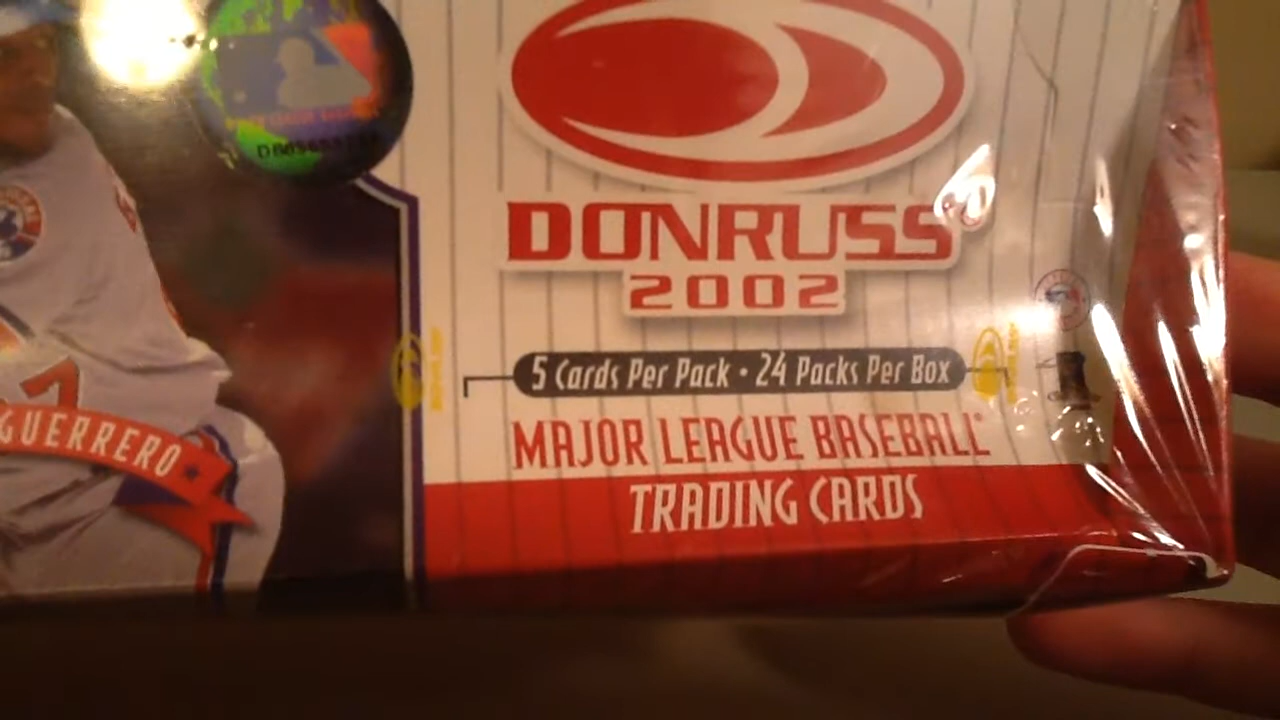 DONRUSS
2002
5 Cards Per Pack • 24 Packs Per Box
MAJOR LEAGUE BASEBALL
TRADING CARDS
GUERRERO